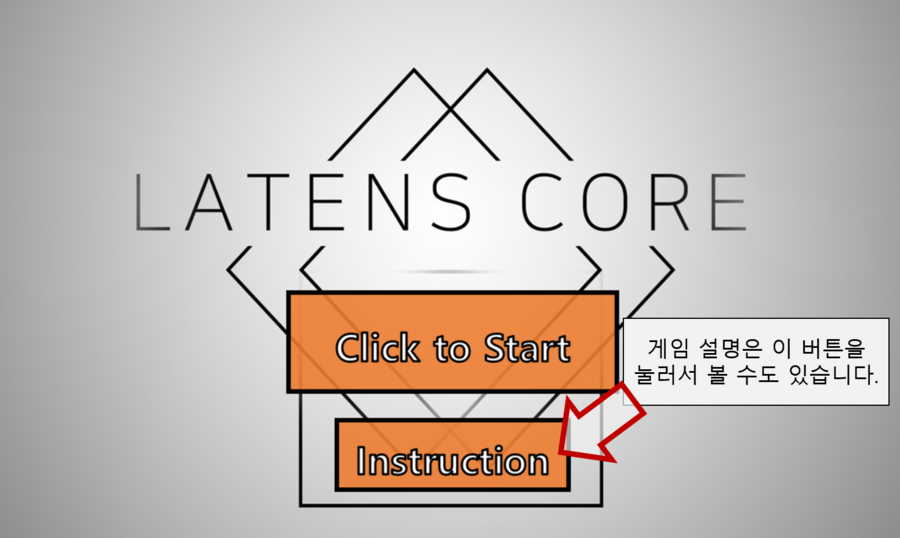 LATENS CORE
Click to Start
게임 설명은 이 버튼을
눌러서 볼 수도 있습니다.
Instruction